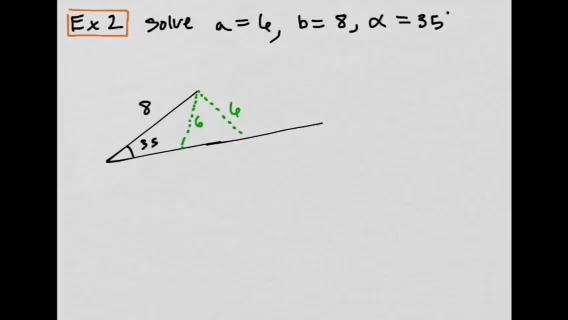 Ex 2 solve a = 6, b = 8, α = 35°
8
6
6
35